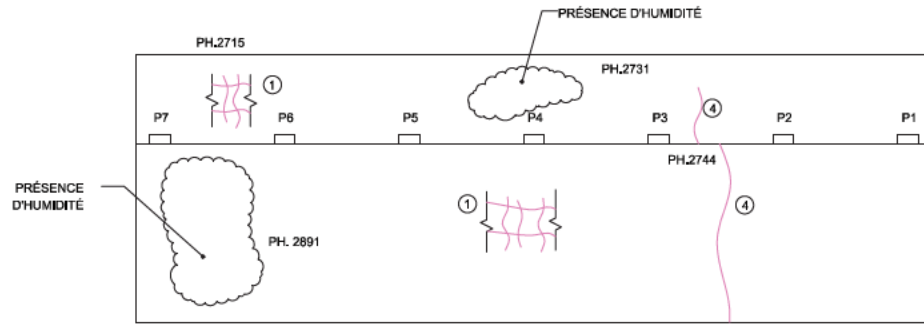 PRÉSENCE D'HUMIDITÉ
PH.2715
①
PH.2731
④
P7
P6
P5
P4
P3
P2
P1
PH.2744
PRÉSENCE
D'HUMIDITÉ
①
④
PH. 2891